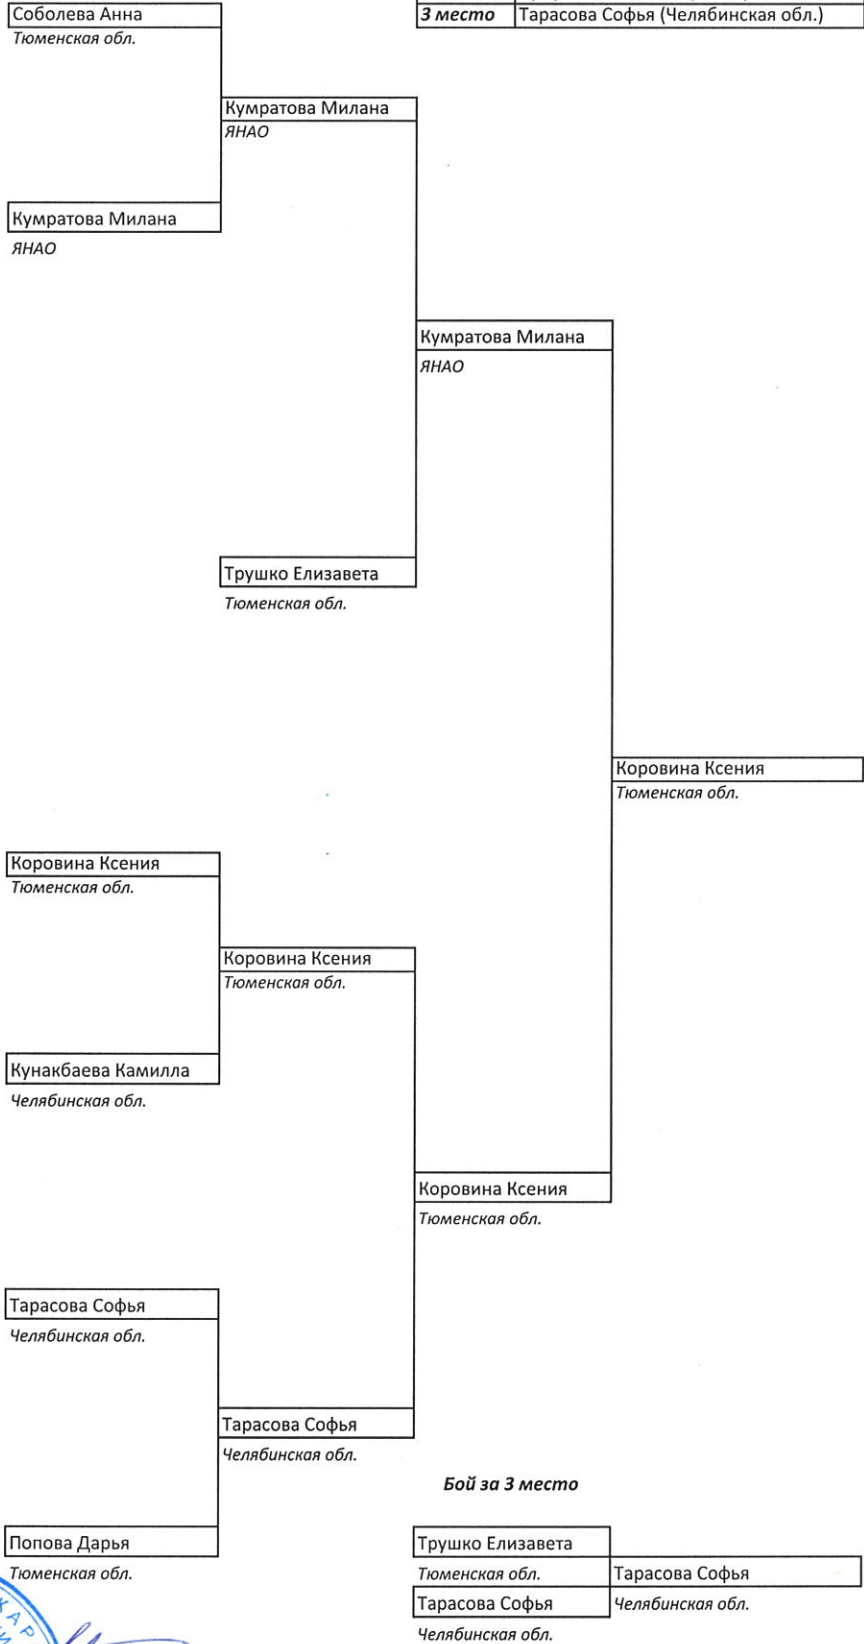 Соболева Анна
Тюменская обл.
3 место Тарасова Софья (Челябинская обл.)
Кумратова Милана
ЯНАО
Кумратова Милана
ЯНАО
Кумратова Милана
ЯНАО
Трушко Елизавета
Тюменская обл.
Коровина Ксения
Тюменская обл.
Коровина Ксения
Тюменская обл.
Коровина Ксения
Тюменская обл.
Кунакбаева Камилла
Челябинская обл.
Коровина Ксения
Тюменская обл.
Тарасова Софья
Челябинская обл.
Тарасова Софья
Челябинская обл.
Попова Дарья
Тюменская обл.
Бой за 3 место
Трушко Елизавета
Тюменская обл.
Тарасова Софья
Тарасова Софья
Челябинская обл.
Челябинская обл.